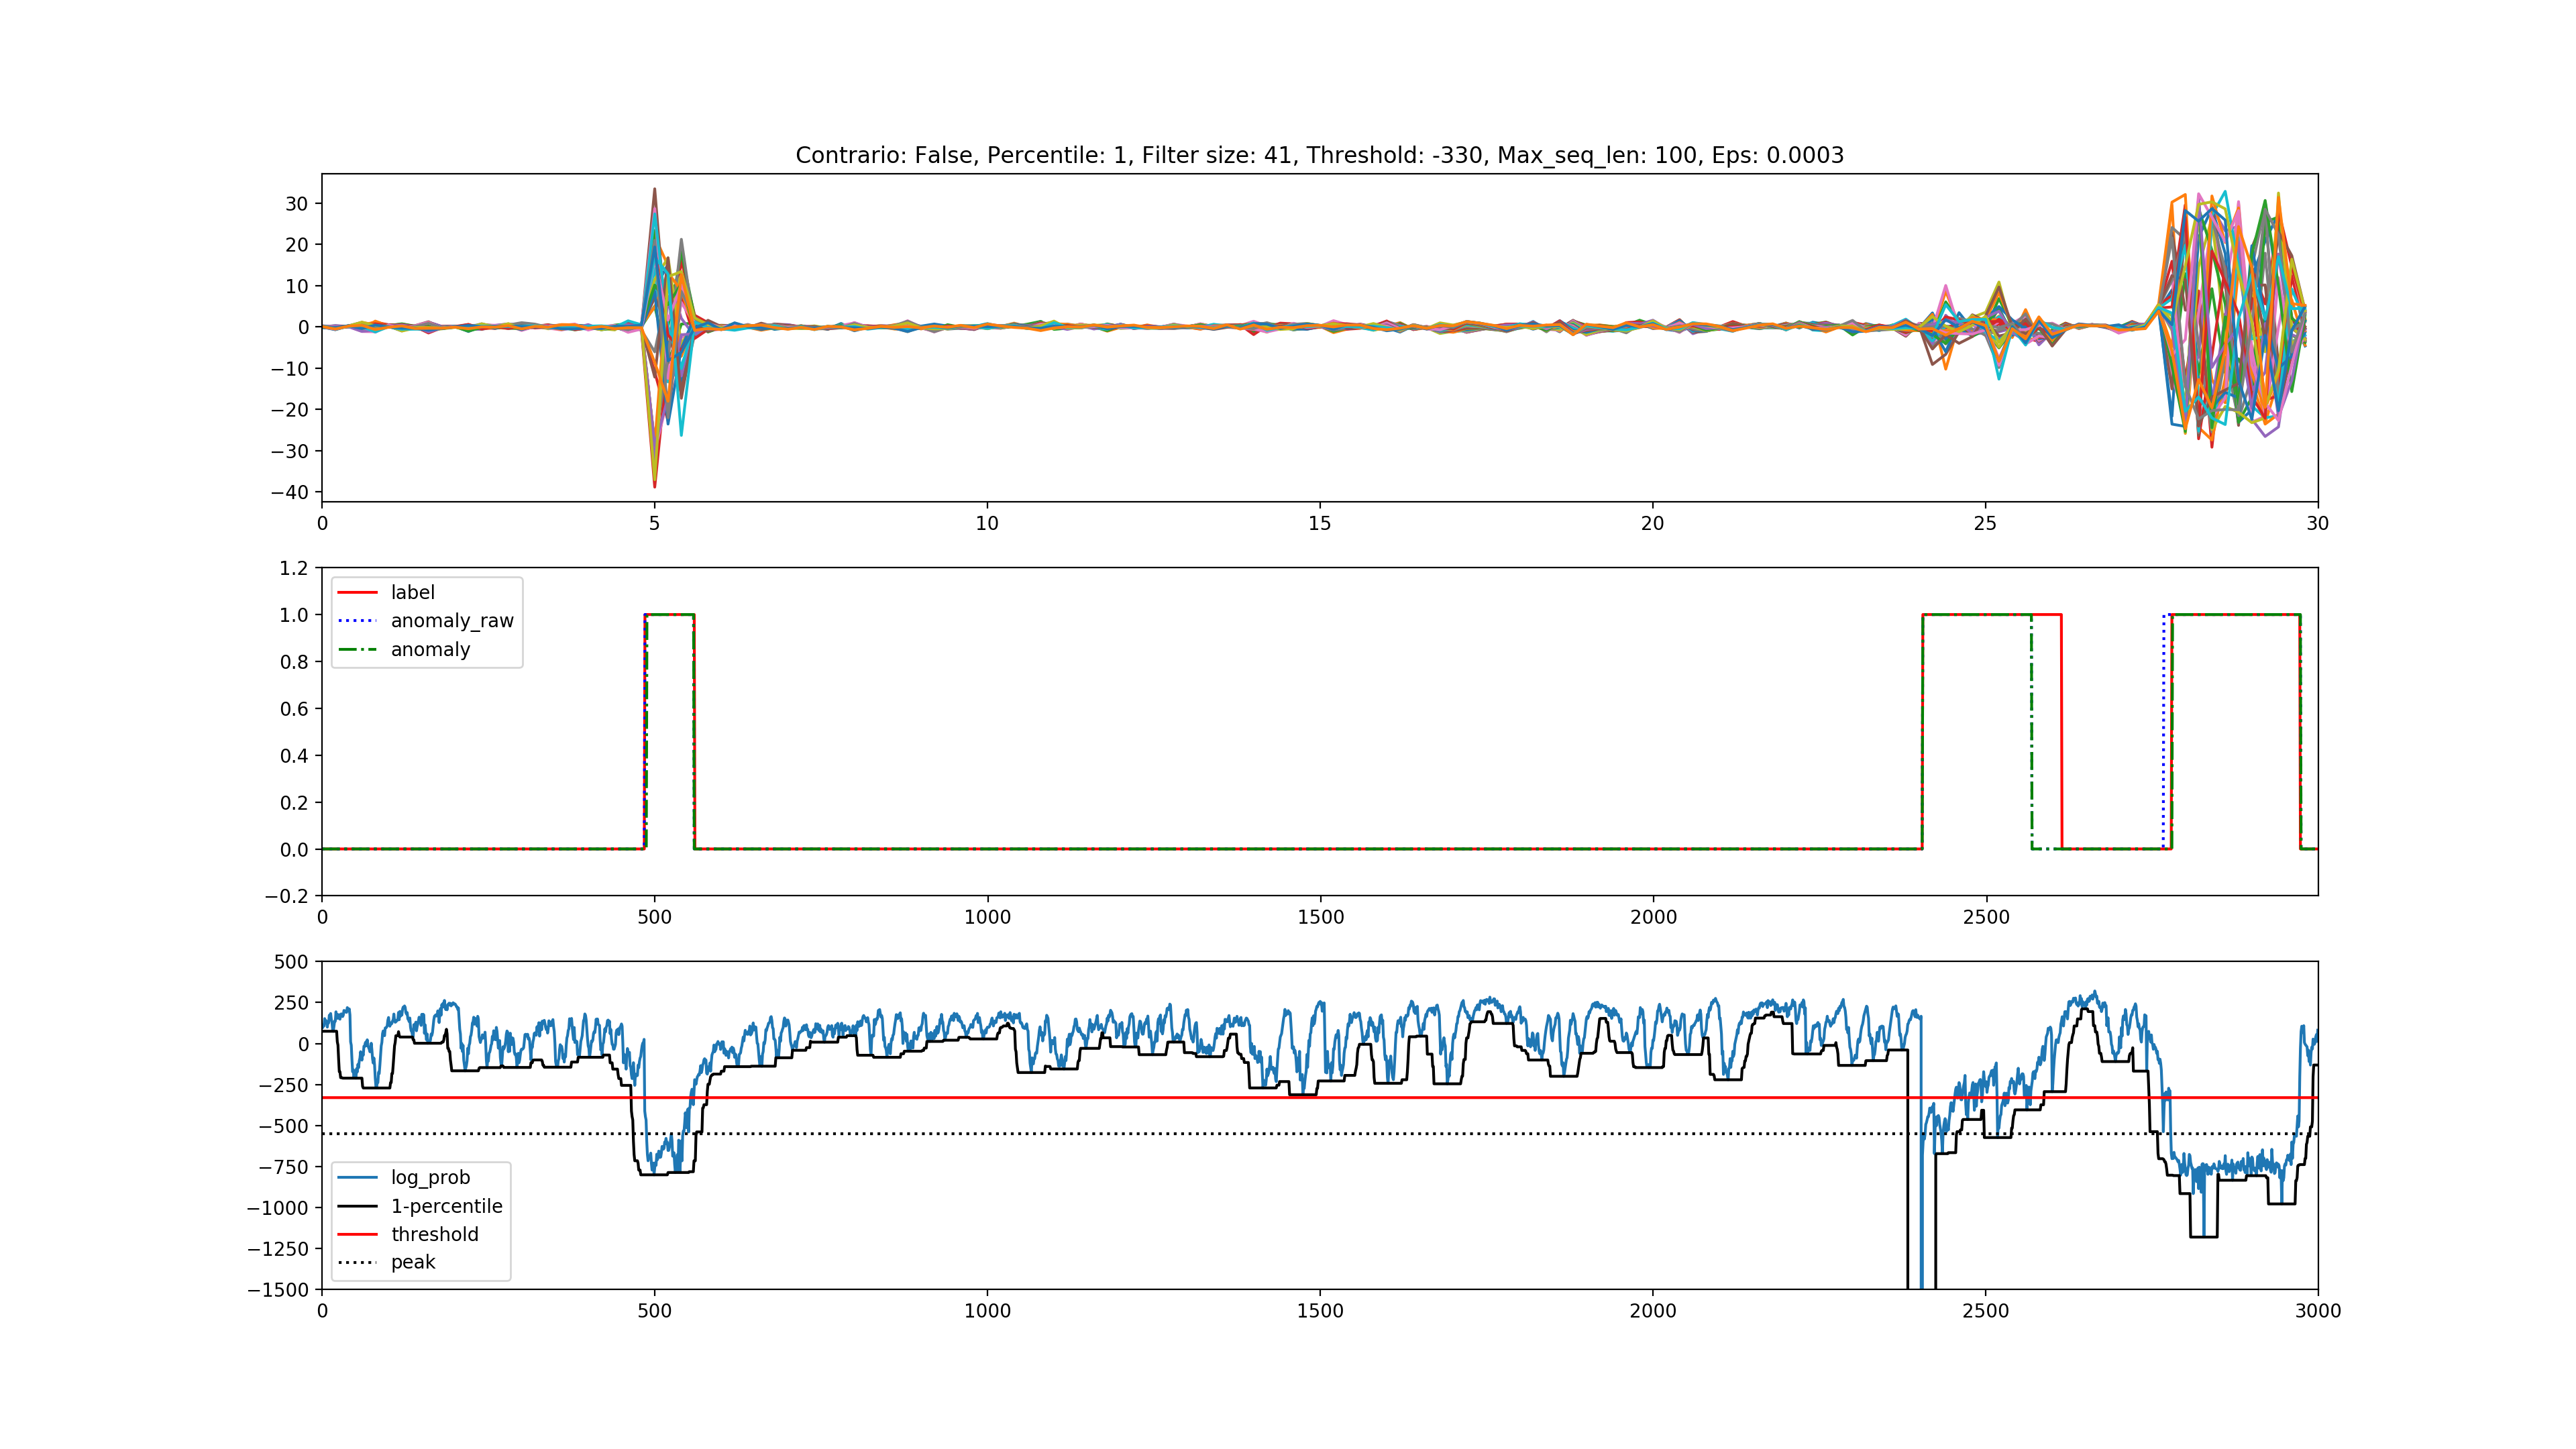 Contrario: False, Percentile: 1, Filter size: 41, Threshold: -330, Max_seq_len: 100, Eps: 0.0003
30
20
10
0
−10
−20
−30
−40
0 5 10 15 20 25 30
1.2
1.0
0.8
0.6
0.4
0.2
0.0
−0.2
label
anomaly_raw
anomaly
0 500 1000 1500 2000 2500
500
250
0
−250
−500
−750
−1000
−1250
−1500
log_prob
1-percentile
threshold
peak
0 500 1000 1500 2000 2500 3000